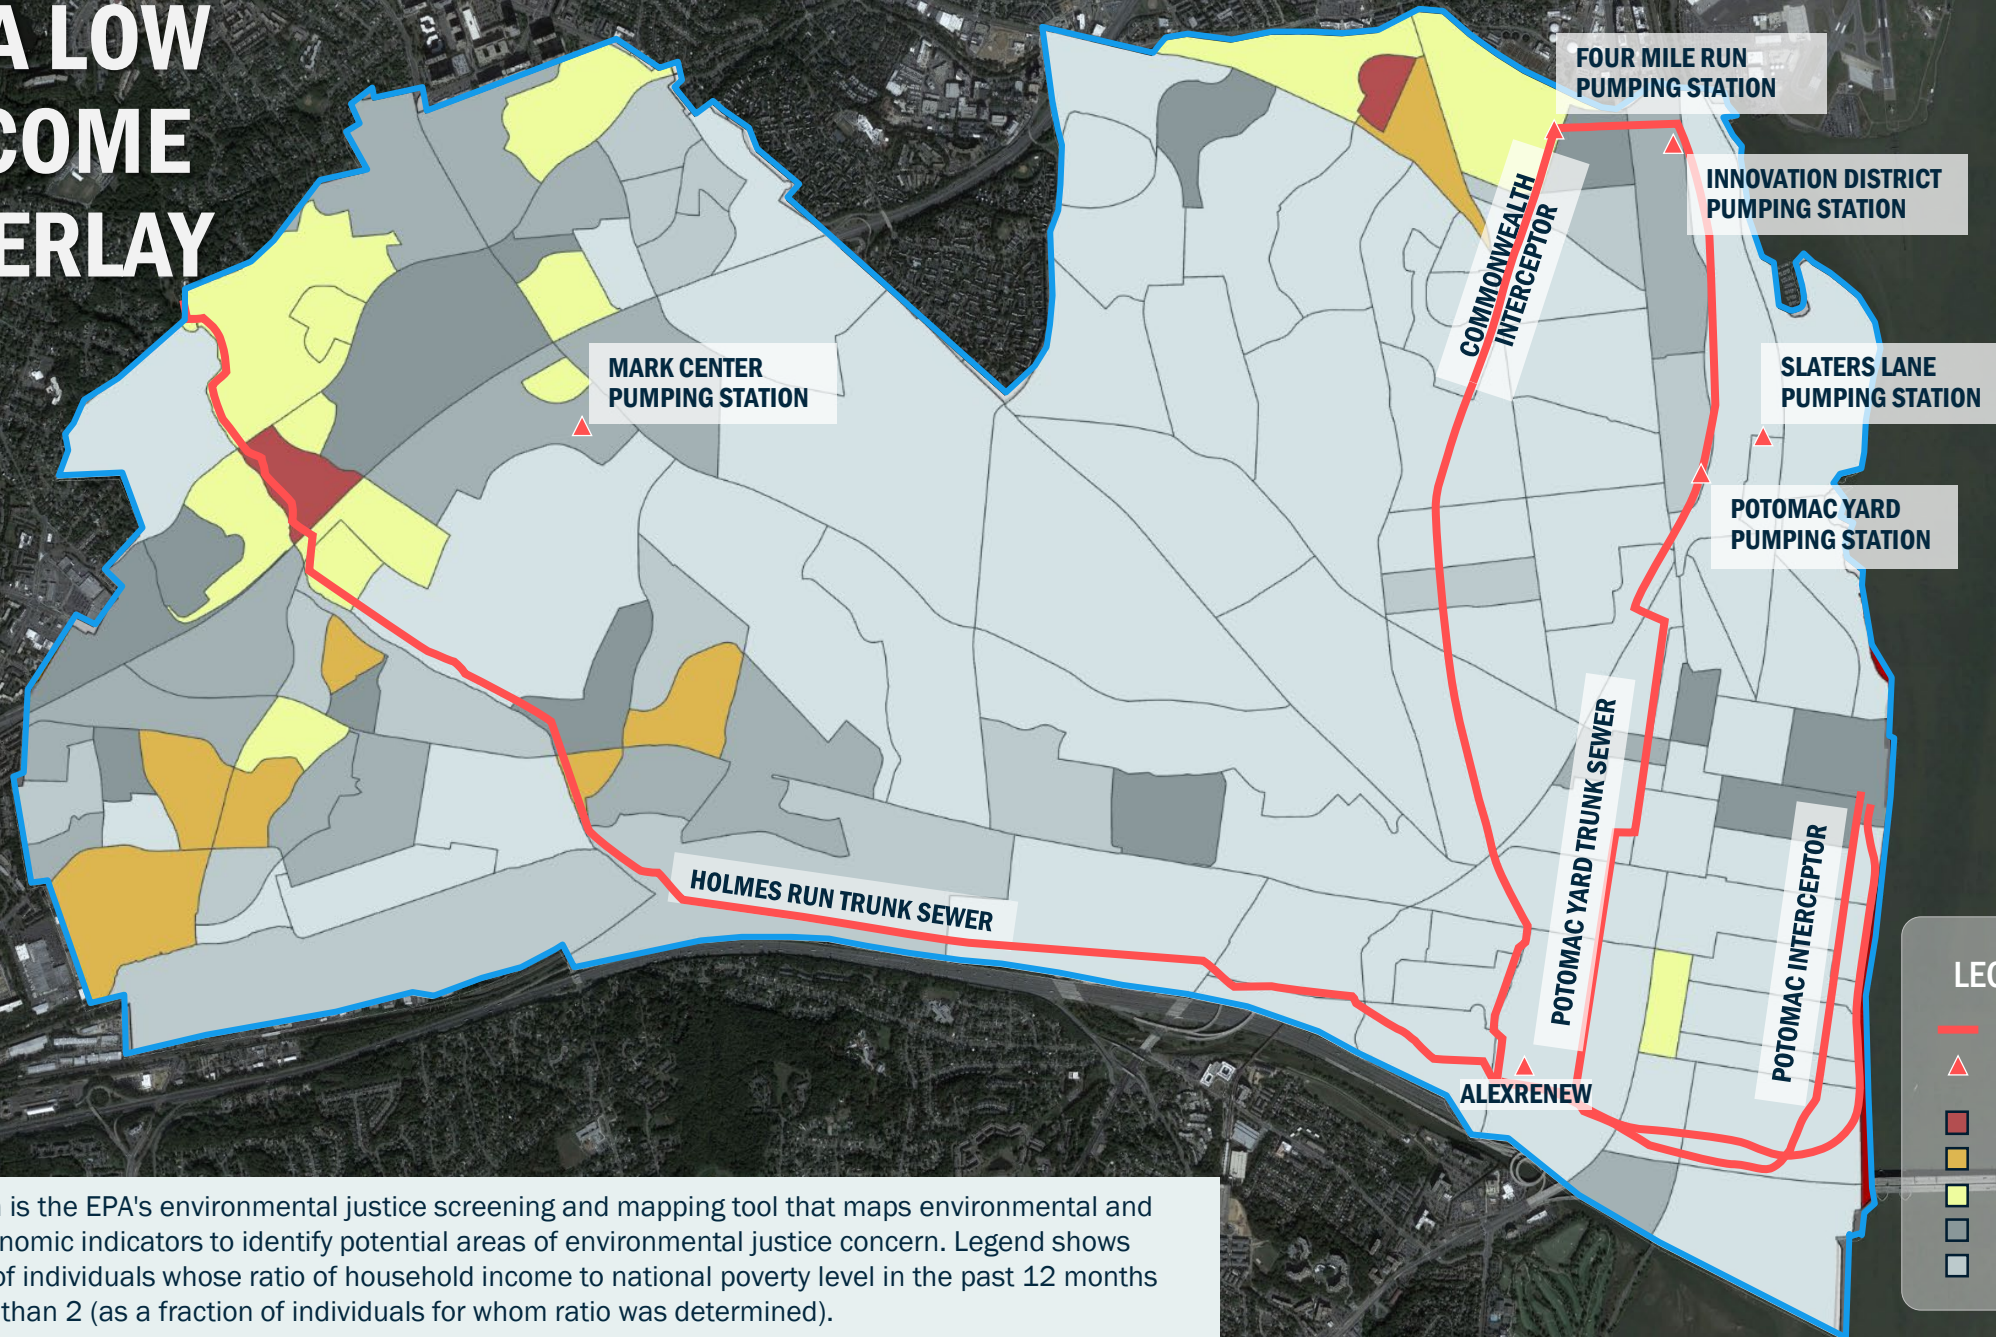 A LOW
COME
ERLAY
FOUR MILE RUN
PUMPING STATION
INNOVATION DISTRICT
PUMPING STATION
COMMONWEALTH
INTERCEPTOR
MARK CENTER
PUMPING STATION
SLATERS LANE
PUMPING STATION
POTOMAC YARD
PUMPING STATION
POTOMAC YARD TRUNK SEWER
POTOMAC INTERCEPTOR
HOLMES RUN TRUNK SEWER
ALEXRENEW
LEG
is the EPA's environmental justice screening and mapping tool that maps environmental and
nomic indicators to identify potential areas of environmental justice concern. Legend shows
of individuals whose ratio of household income to national poverty level in the past 12 months
than 2 (as a fraction of individuals for whom ratio was determined).